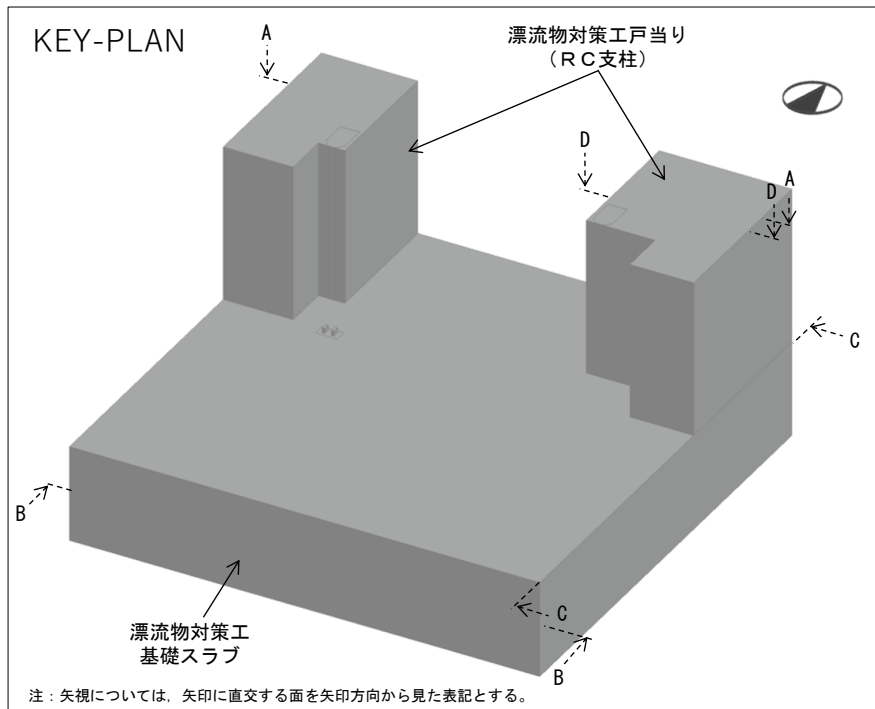 KEY-PLAN
A
漂流物対策工戸当り
（ＲＣ支柱）
D
A
D
C
B
C
B
漂流物対策工
基礎スラブ
注：矢視については，矢印に直交する面を矢印方向から見た表記とする。